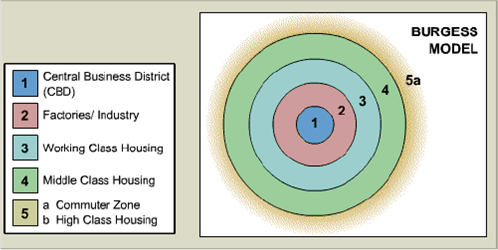 BURGESS
MODEL
1 Central Business District
(CBD)
2 Factories/ Industry
3 Working Class Housing
4 Middle Class Housing
5 a Commuter Zone
b High Class Housing
1
2
3
4
5a